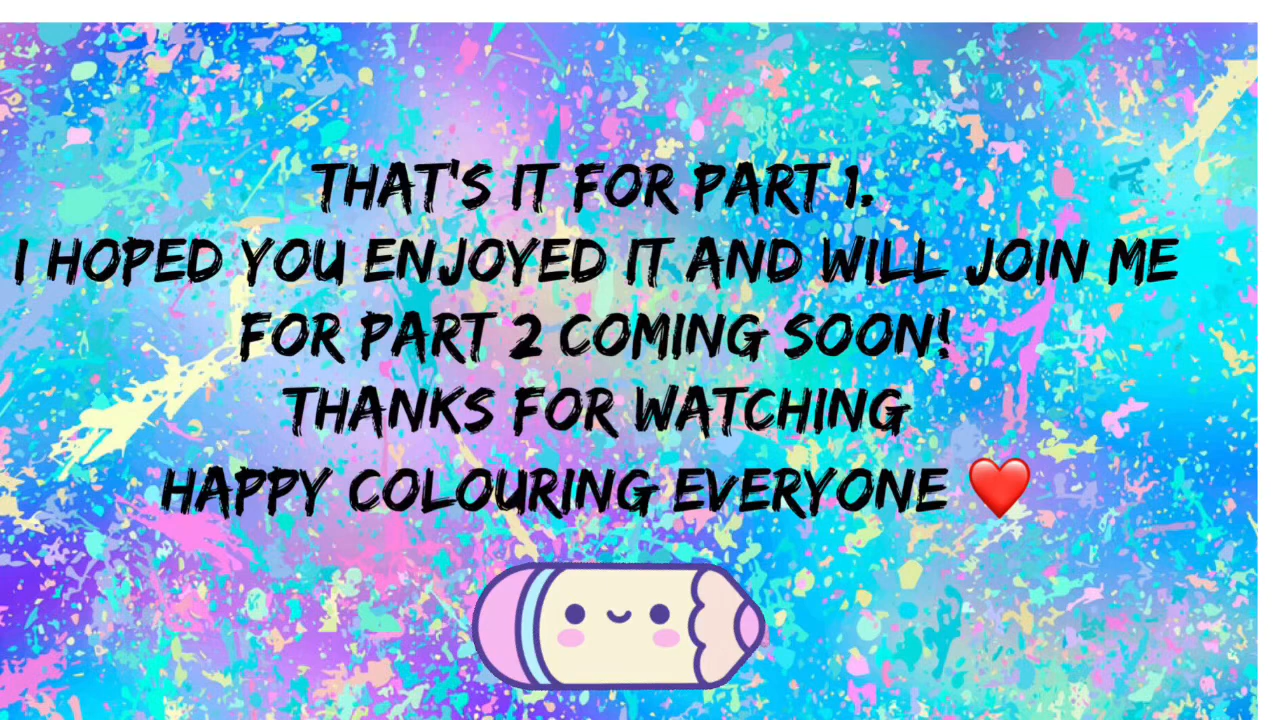 THAT'S IT FOR PART 1.
I HOPED YOU ENJOYED IT AND WILL JOIN ME
FOR PART 2 COMING SOON!
THANKS FOR WATCHING
HAPPY COLOURING EVERYONE ❤️